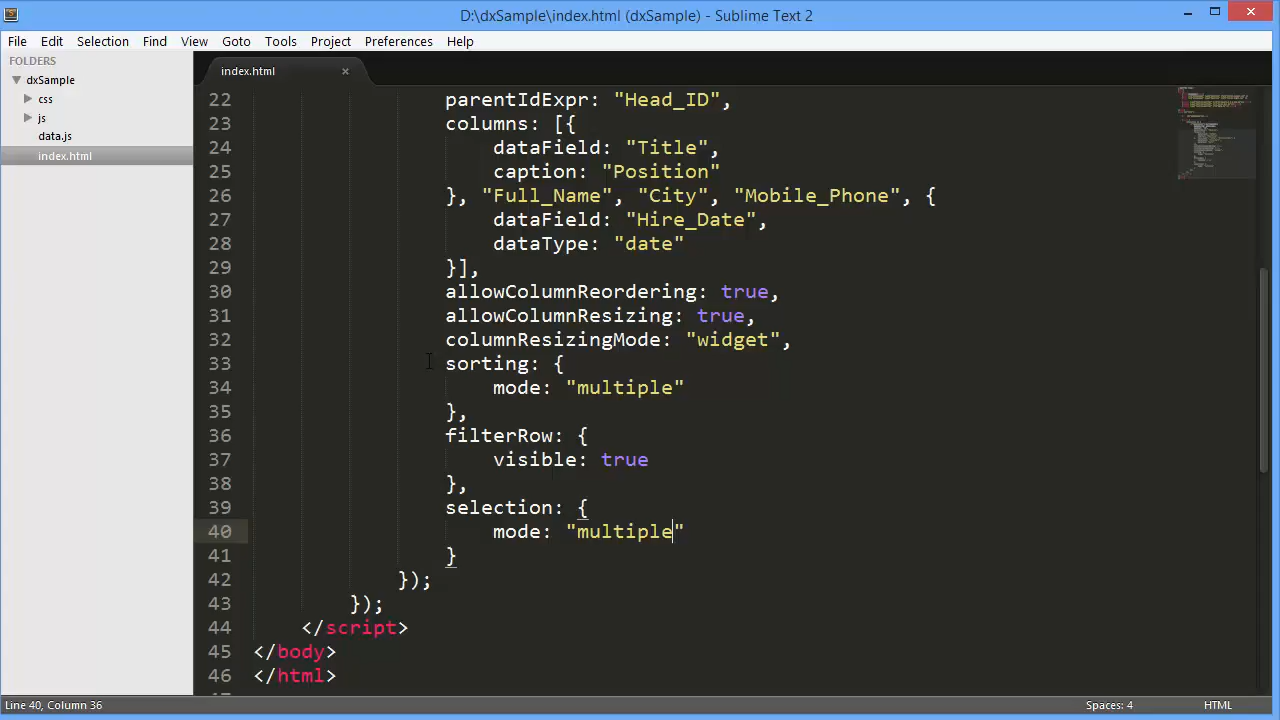 D:\dxSample\index.html (dxSample) - Sublime Text 2
File Edit Selection Find View Goto Tools Project Preferences Help
FOLDERS
dxSample
css
js
data.js
index.html
index.html
22 parentIdExpr: "Head_ID",
23 columns: [{
24 dataField: "Title",
25 caption: "Position"
26 }, "Full_Name", "City", "Mobile_Phone", {
27 dataField: "Hire_Date",
28 dataType: "date"
29 }],
30 allowColumnReordering: true,
31 allowColumnResizing: true,
32 columnResizingMode: "widget",
33 sorting: {
34 mode: "multiple"
35 },
36 filterRow: {
37 visible: true
38 },
39 selection: {
40 mode: "multiple"
41 }
42 });
43 });
44 </script>
45 </body>
46 </html>
Line 40, Column 36 Spaces: 4 HTML